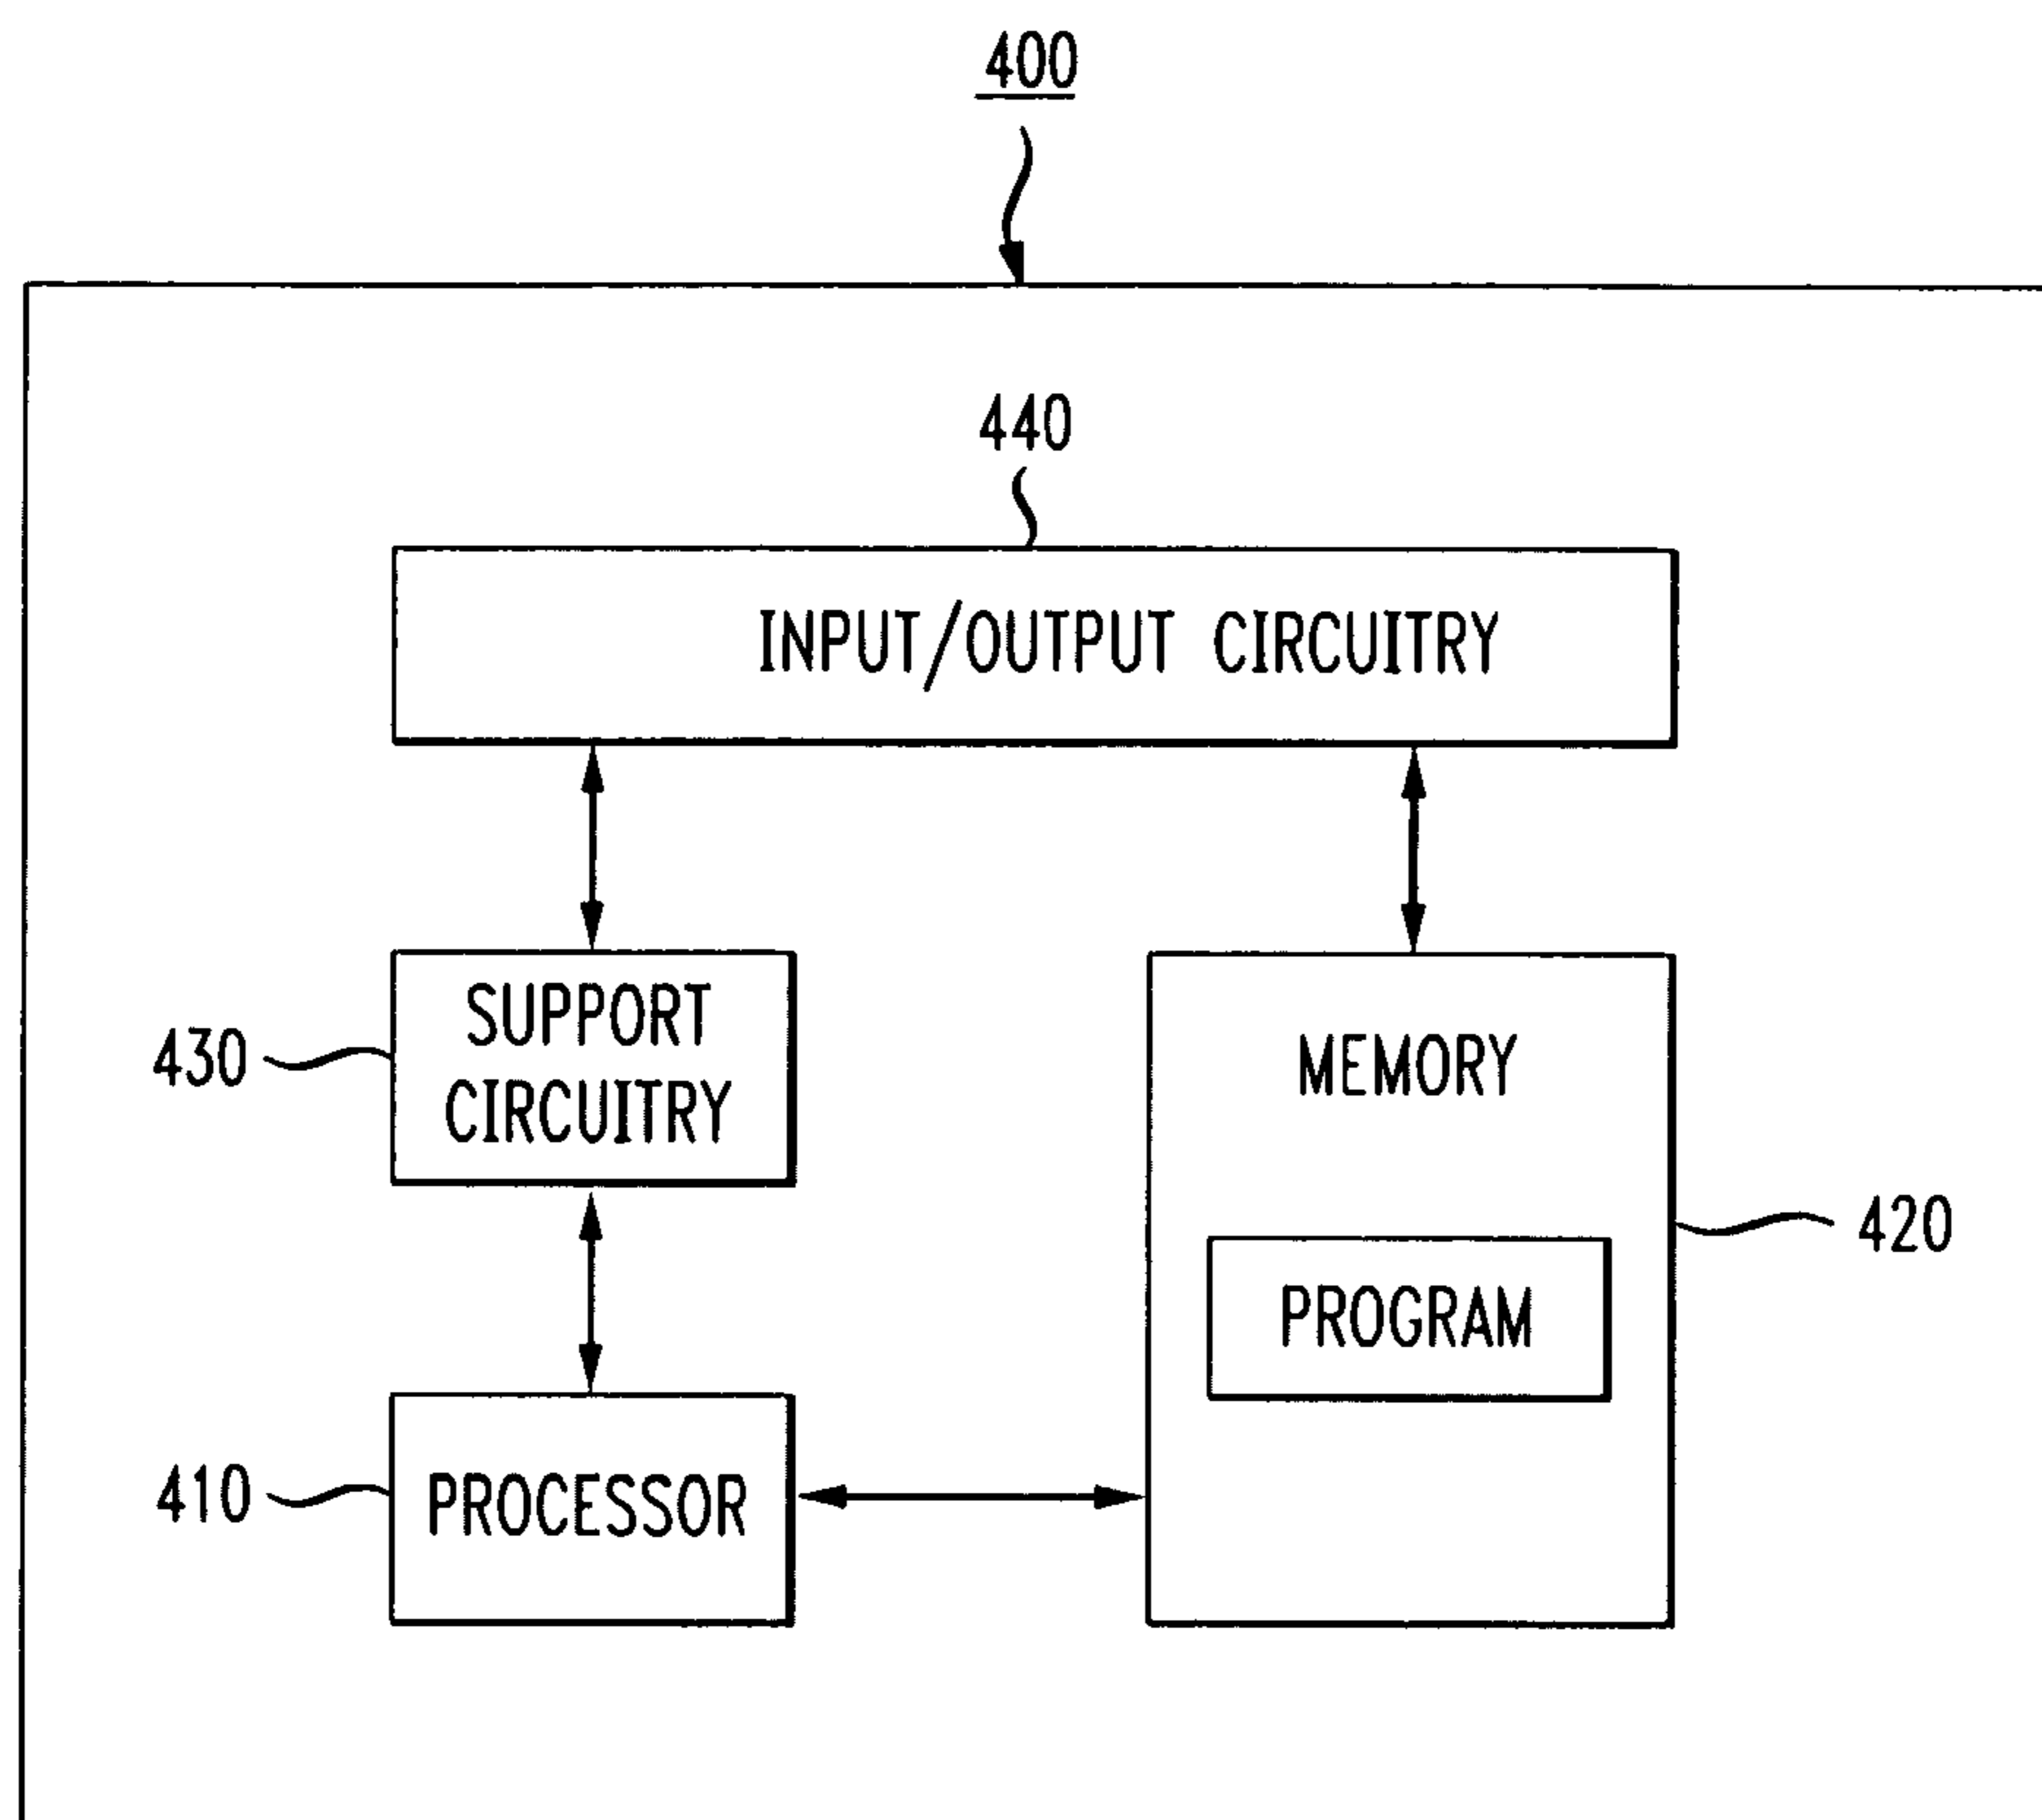 400
440
INPUT/OUTPUT CIRCUITRY
SUPPORT
CIRCUITRY
430
MEMORY
420
PROGRAM
410
PROCESSOR